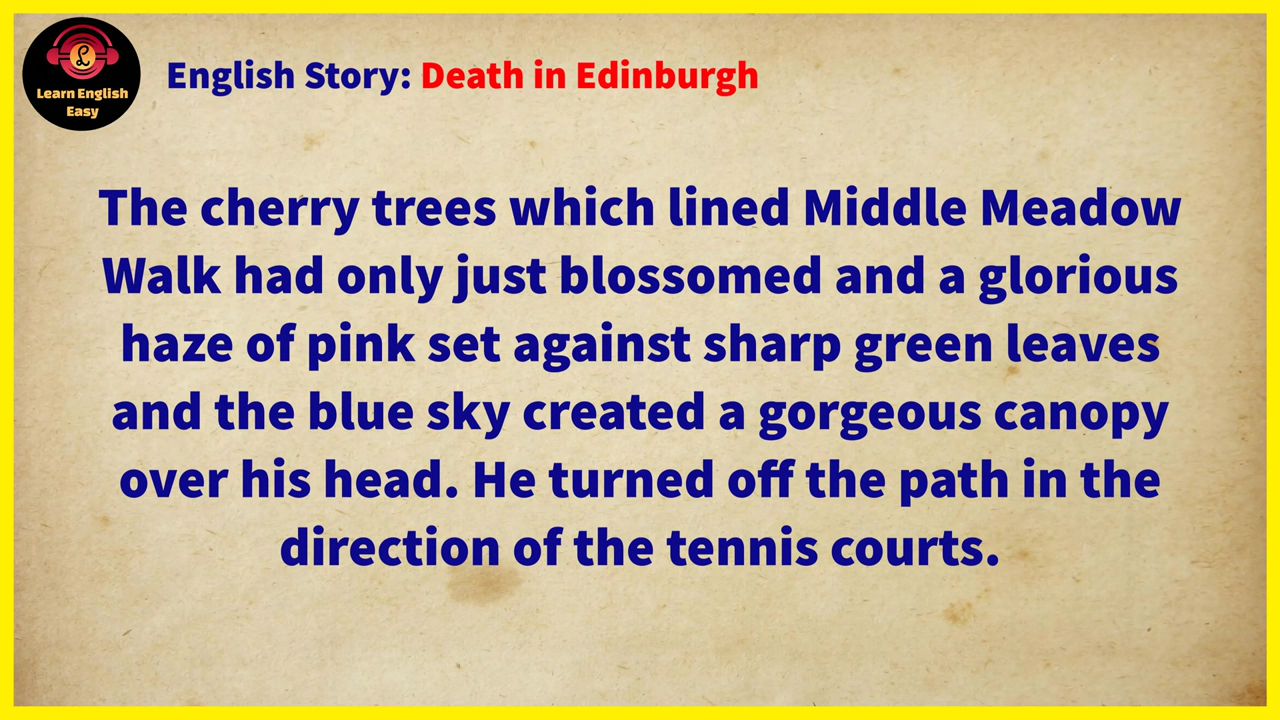 Learn English
Easy
English Story: Death in Edinburgh
The cherry trees which lined Middle Meadow
Walk had only just blossomed and a glorious
haze of pink set against sharp green leaves
and the blue sky created a gorgeous canopy
over his head. He turned off the path in the
direction of the tennis courts.